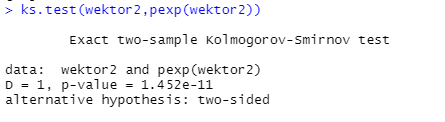 > ks.test(wektor2,pexp(wektor2))
Exact two-sample Kolmogorov-Smirnov test
data:  wektor2 and pexp(wektor2)
D = 1, p-value = 1.452e-11
alternative hypothesis: two-sided